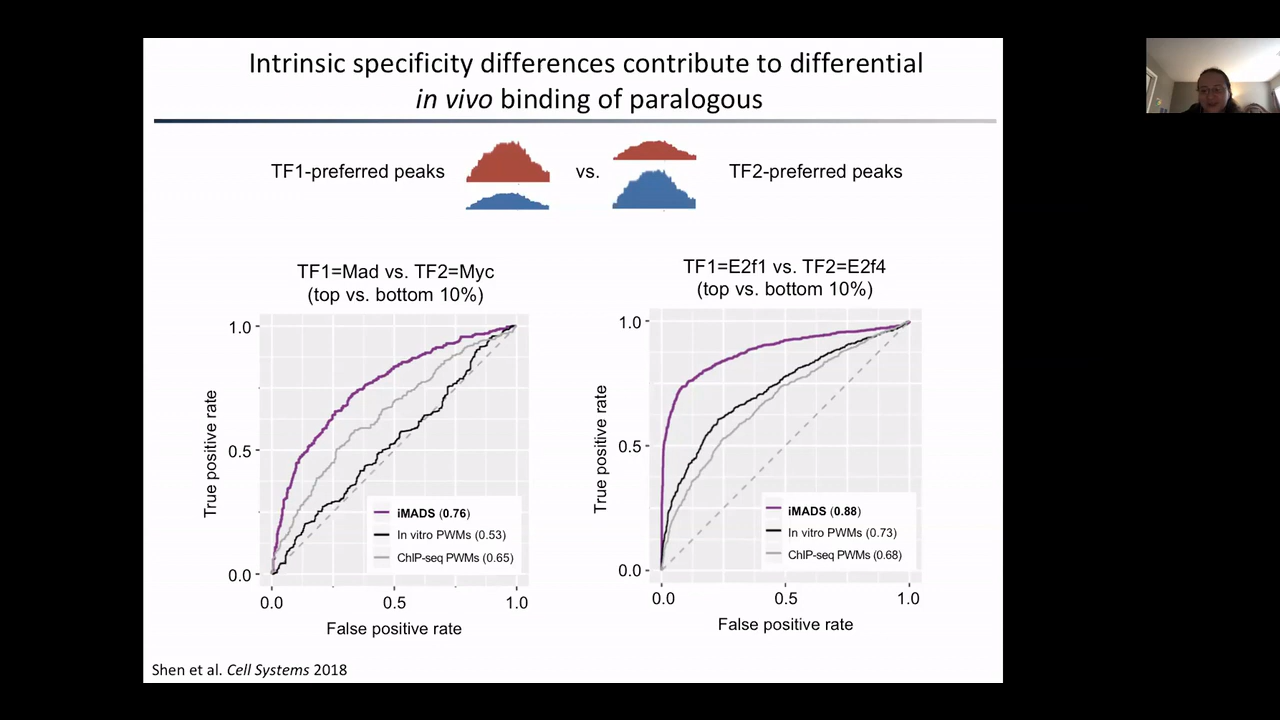 Intrinsic specificity differences contribute to differential
in vivo binding of paralogous
TF1-preferred peaks
vs.
TF2-preferred peaks
TF1=Mad vs. TF2=Myc
(top vs. bottom 10%)
1.0
0.5
0.0
True positive rate
iMADS (0.76)
In vitro PWMs (0.53)
ChIP-seq PWMs (0.65)
0.0
0.5
1.0
False positive rate
TF1=E2f1 vs. TF2=E2f4
(top vs. bottom 10%)
1.0
0.5
0.0
True positive rate
iMADS (0.88)
In vitro PWMs (0.73)
ChIP-seq PWMs (0.68)
0.0
0.5
1.0
False positive rate
Shen et al. Cell Systems 2018